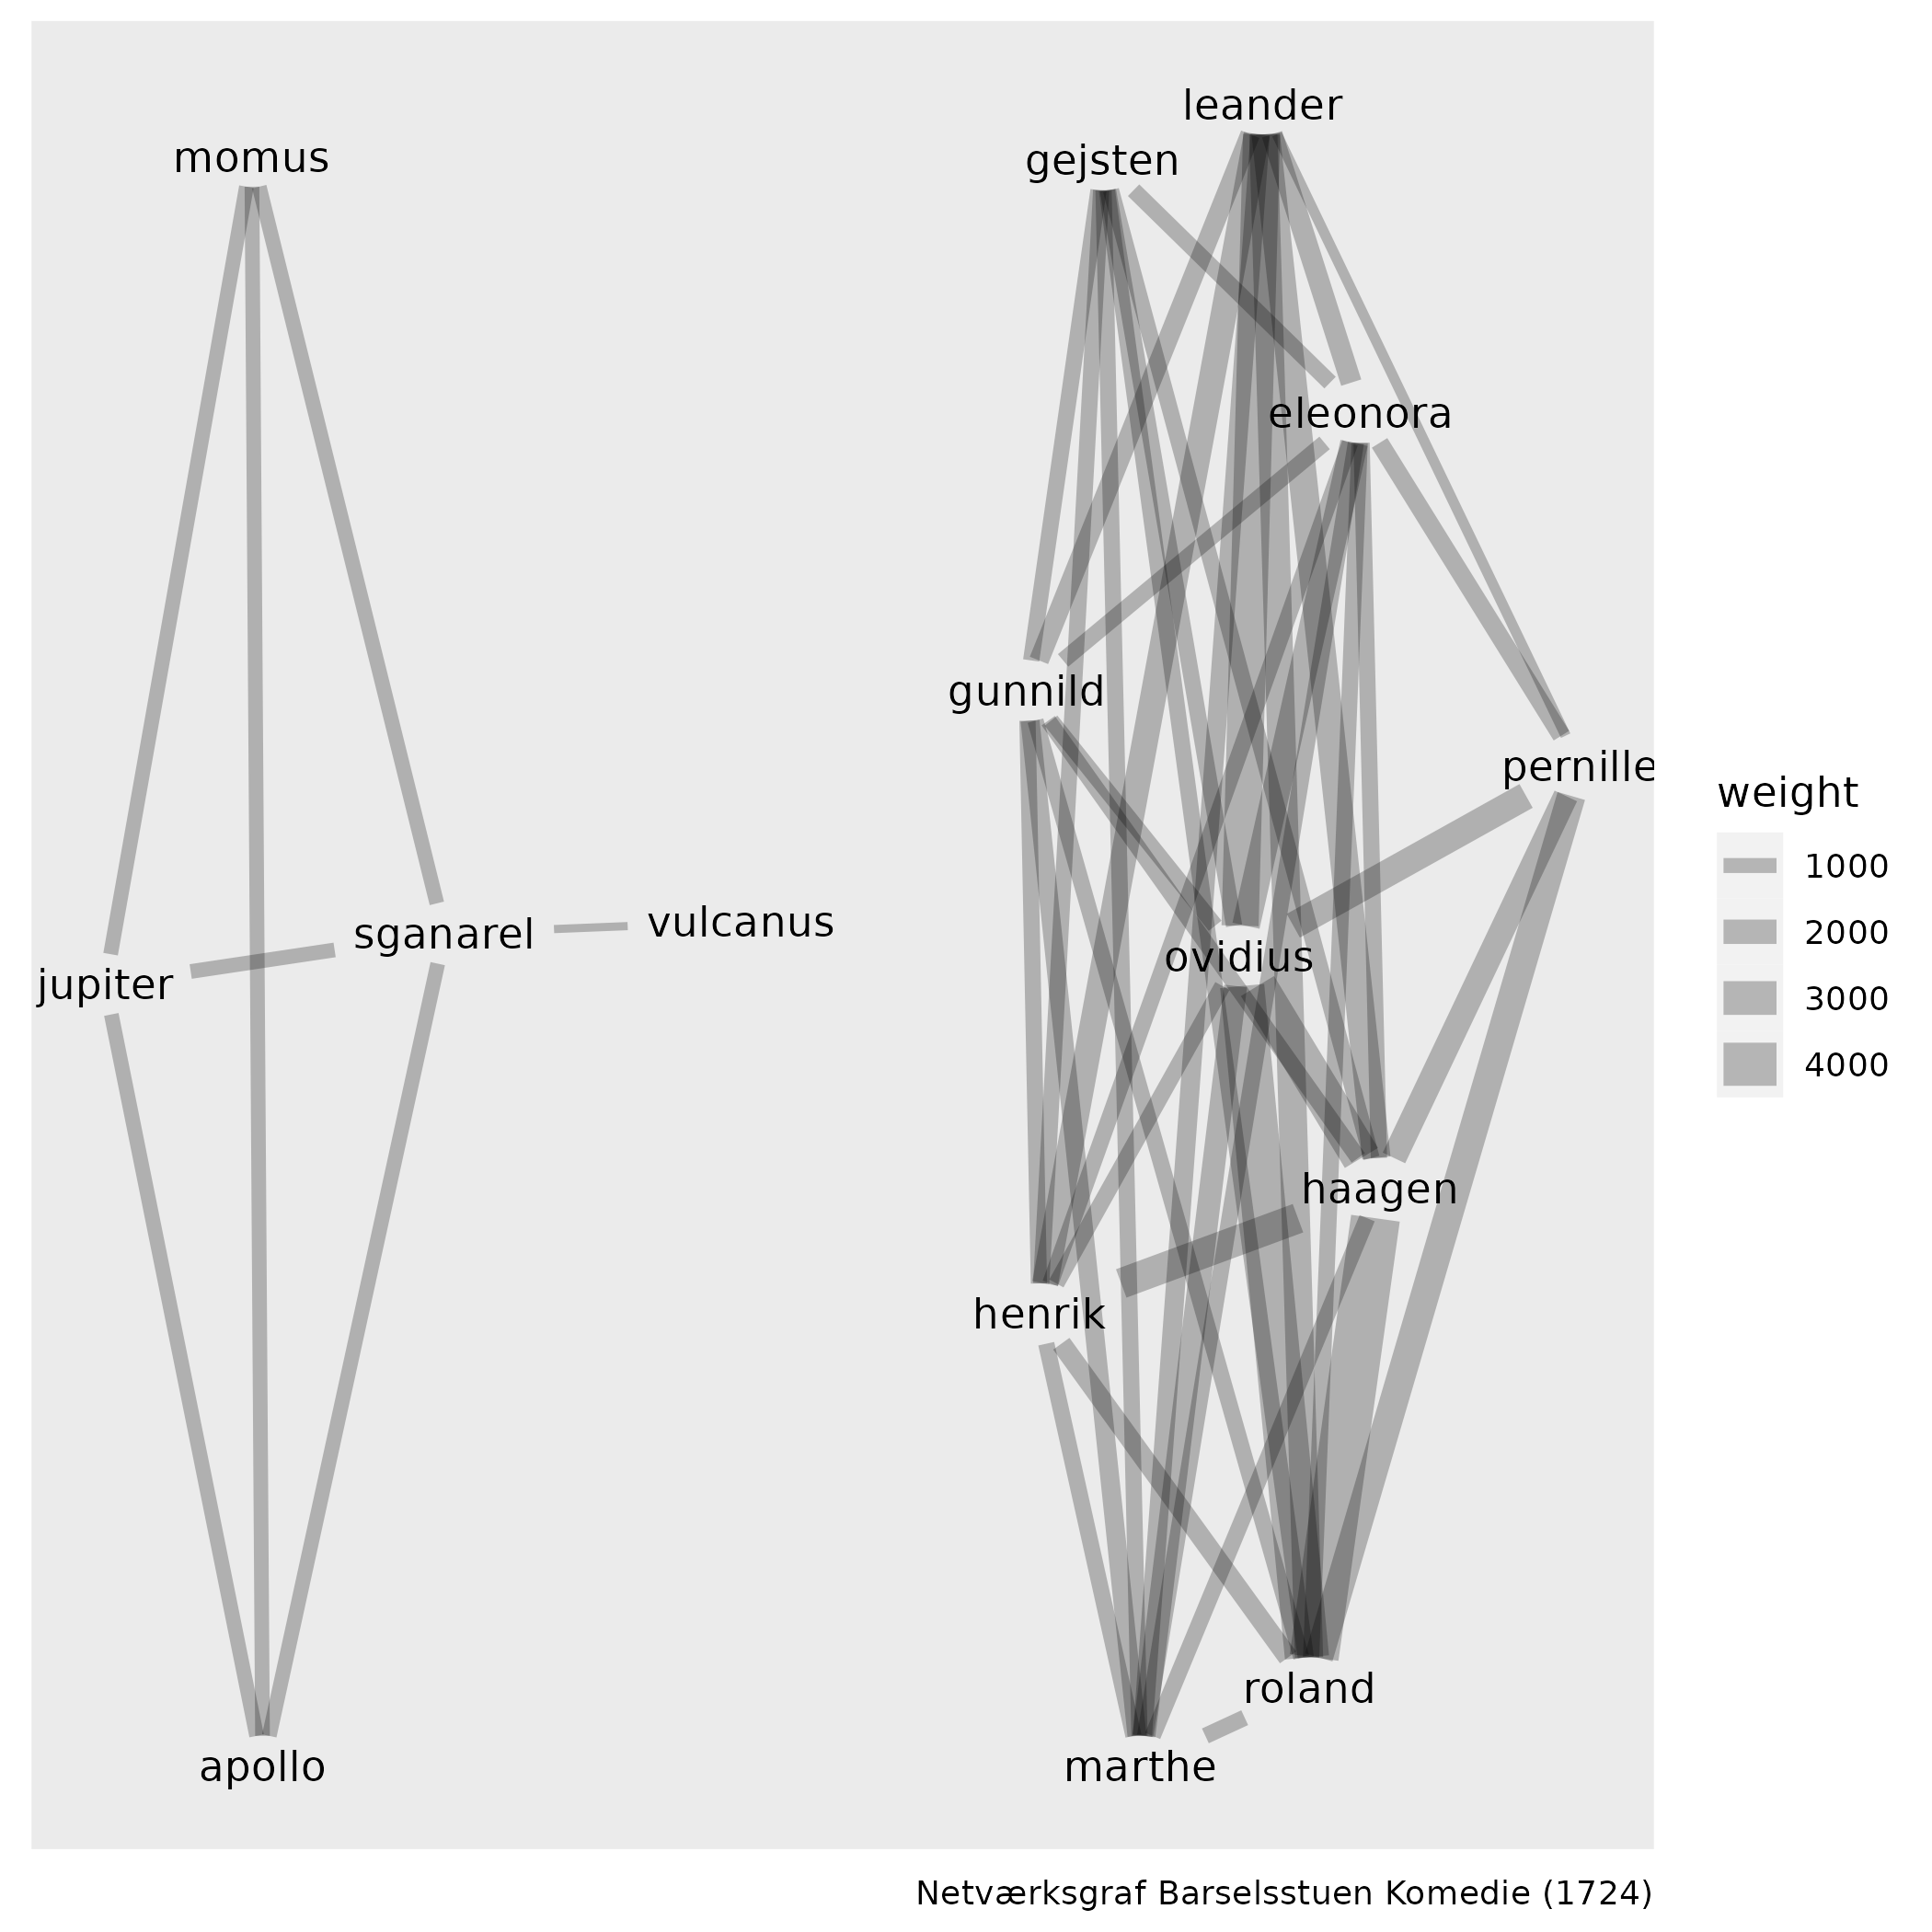 leander
momus
gejsten
eleonora
gunnild
pernille
weight
1000
sganarel
vulcanus
2000
ovidius
jupiter
3000
4000
haagen
henrik
roland
apollo
marthe
Netværksgraf Barselsstuen Komedie (1724)